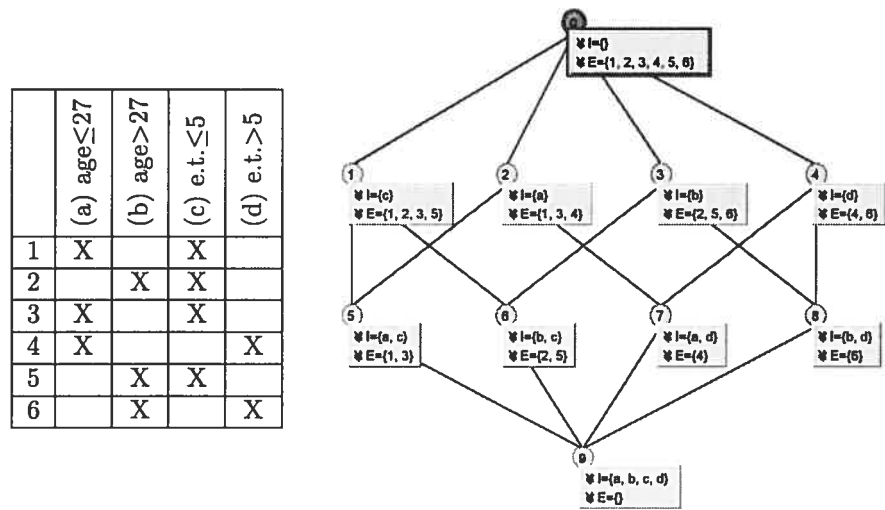 (a) age≤27 (b) age>27 (c) e.t.≤5 (d) e.t.>5
1 X X
2 X X
3 X X
4 X X
5 X X
6 X X
I={}
E={1, 2, 3, 4, 5, 6}
1
I={c}
E={1, 2, 3, 5}
2
I={a}
E={1, 3, 4}
3
I={b}
E={2, 5, 6}
4
I={d}
E={4, 6}
5
I={a, c}
E={1, 3}
6
I={b, c}
E={2, 5}
7
I={a, d}
E={4}
8
I={b, d}
E={6}
9
I={a, b, c, d}
E={}